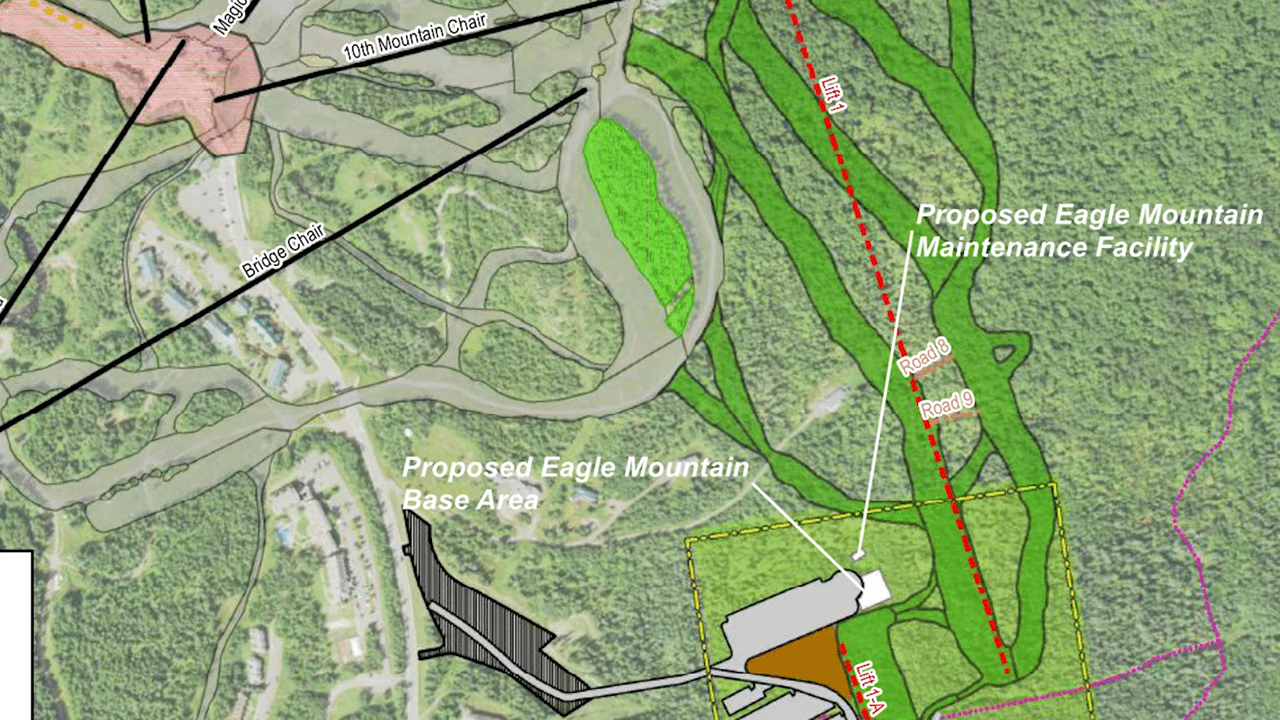 Magic
10th Mountain Chair
Lift 1
Proposed Eagle Mountain
Maintenance Facility
Bridge Chair
Road 8
Road 9
Proposed Eagle Mountain
Base Area
Lift 1-A